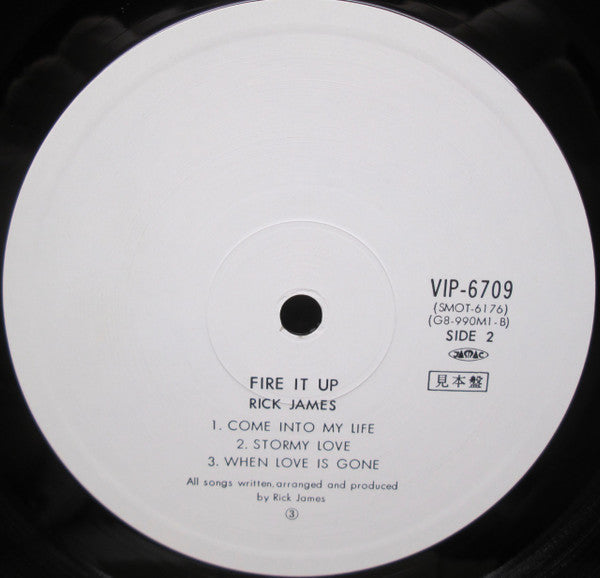 VIP-6709
(SMOT-6176)
(G8-990M1-B)
SIDE 2
JASRAC
見本盤
FIRE IT UP
RICK JAMES
1. COME INTO MY LIFE
2. STORMY LOVE
3. WHEN LOVE IS GONE
All songs written, arranged and produced
by Rick James
③